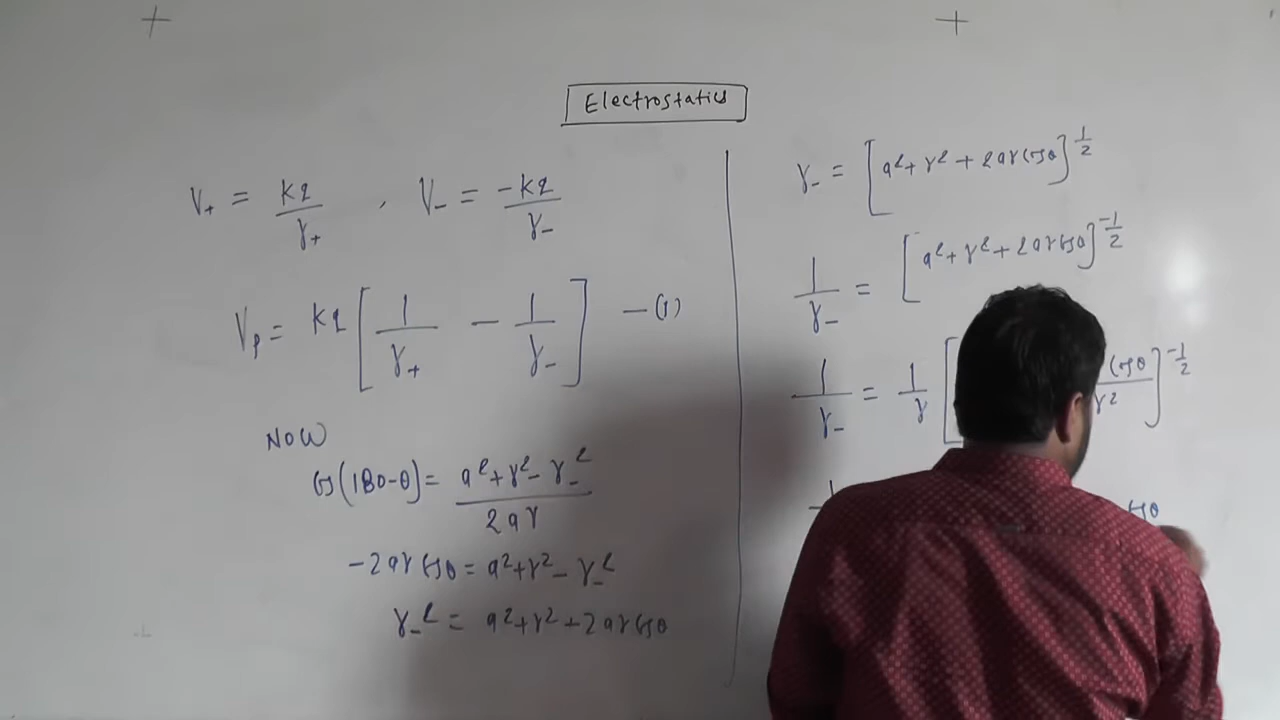 Electrostatics
V₊ = kq/r₊ , V₋ = -kq/r₋
Vₚ = kq [ 1/r₊ - 1/r₋ ] —(1)
NOW
cos(180-θ) = (a²+r²-r₋²)/2ar
-2ar cosθ = a²+r²-r₋²
r₋² = a²+r²+2ar cosθ
r₋ = [a²+r²+2ar cosθ]^(1/2)
1/r₋ = [a²+r²+2ar cosθ]^(-1/2)
1/r₋ = 1/r [ cosθ/r² ]^(-1/2)
cosθ